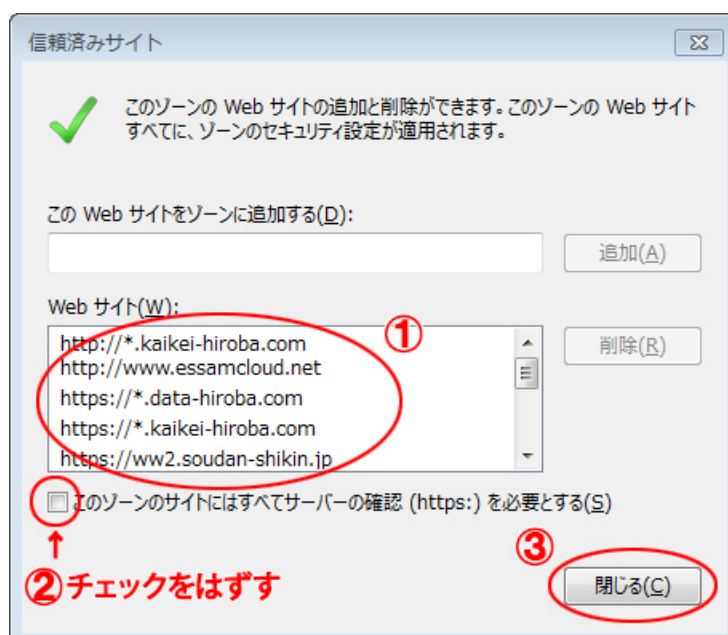 信頼済みサイト
このゾーンの Web サイトの追加と削除ができます。このゾーンの Web サイト
すべてに、ゾーンのセキュリティ設定が適用されます。
この Web サイトをゾーンに追加する(D):
追加(A)
Web サイト(W):
①
http://*.kaikei-hiroba.com
http://www.essamcloud.net
https://*.data-hiroba.com
https://*.kaikei-hiroba.com
https://ww2.soudan-shikin.jp
削除(R)
このゾーンのサイトにはすべてサーバーの確認 (https:) を必要とする(S)
↑
②チェックをはずす
③
閉じる(C)